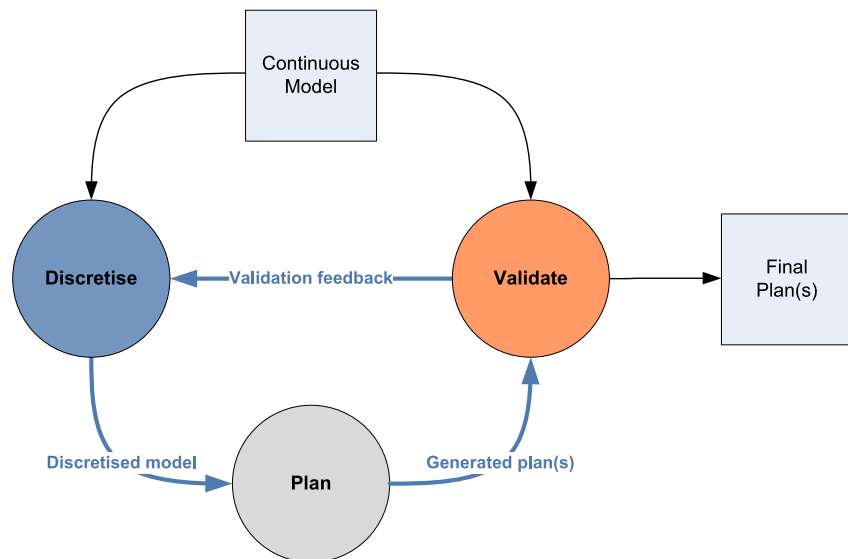 Continuous
Model
Discretise
Validation feedback
Validate
Final
Plan(s)
Discretised model
Plan
Generated plan(s)